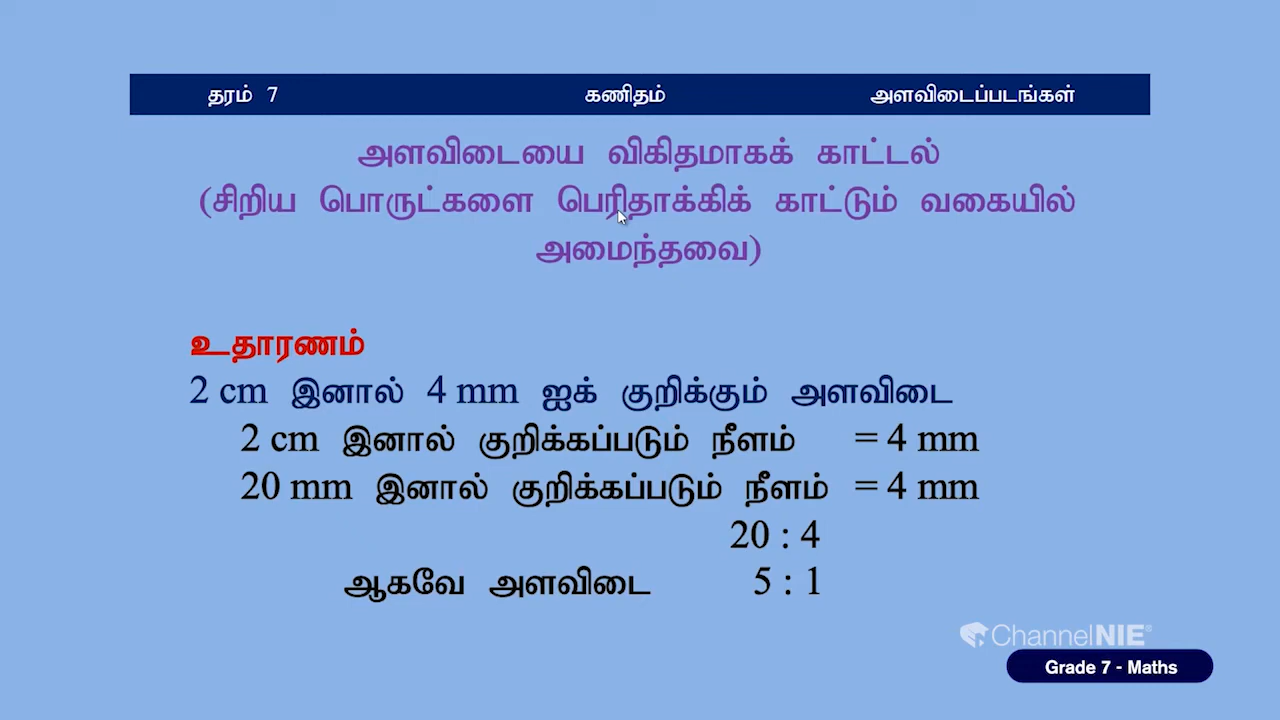 தரம் 7 கணிதம் அளவிடைப்படங்கள்
அளவிடையை விகிதமாகக் காட்டல்
(சிறிய பொருட்களை பெரிதாக்கிக் காட்டும் வகையில்
அமைந்தவை)
உதாரணம்
2 cm இனால் 4 mm ஐக் குறிக்கும் அளவிடை
2 cm இனால் குறிக்கப்படும் நீளம் = 4 mm
20 mm இனால் குறிக்கப்படும் நீளம் = 4 mm
20 : 4
ஆகவே அளவிடை 5 : 1
ChannelNIE®
Grade 7 - Maths